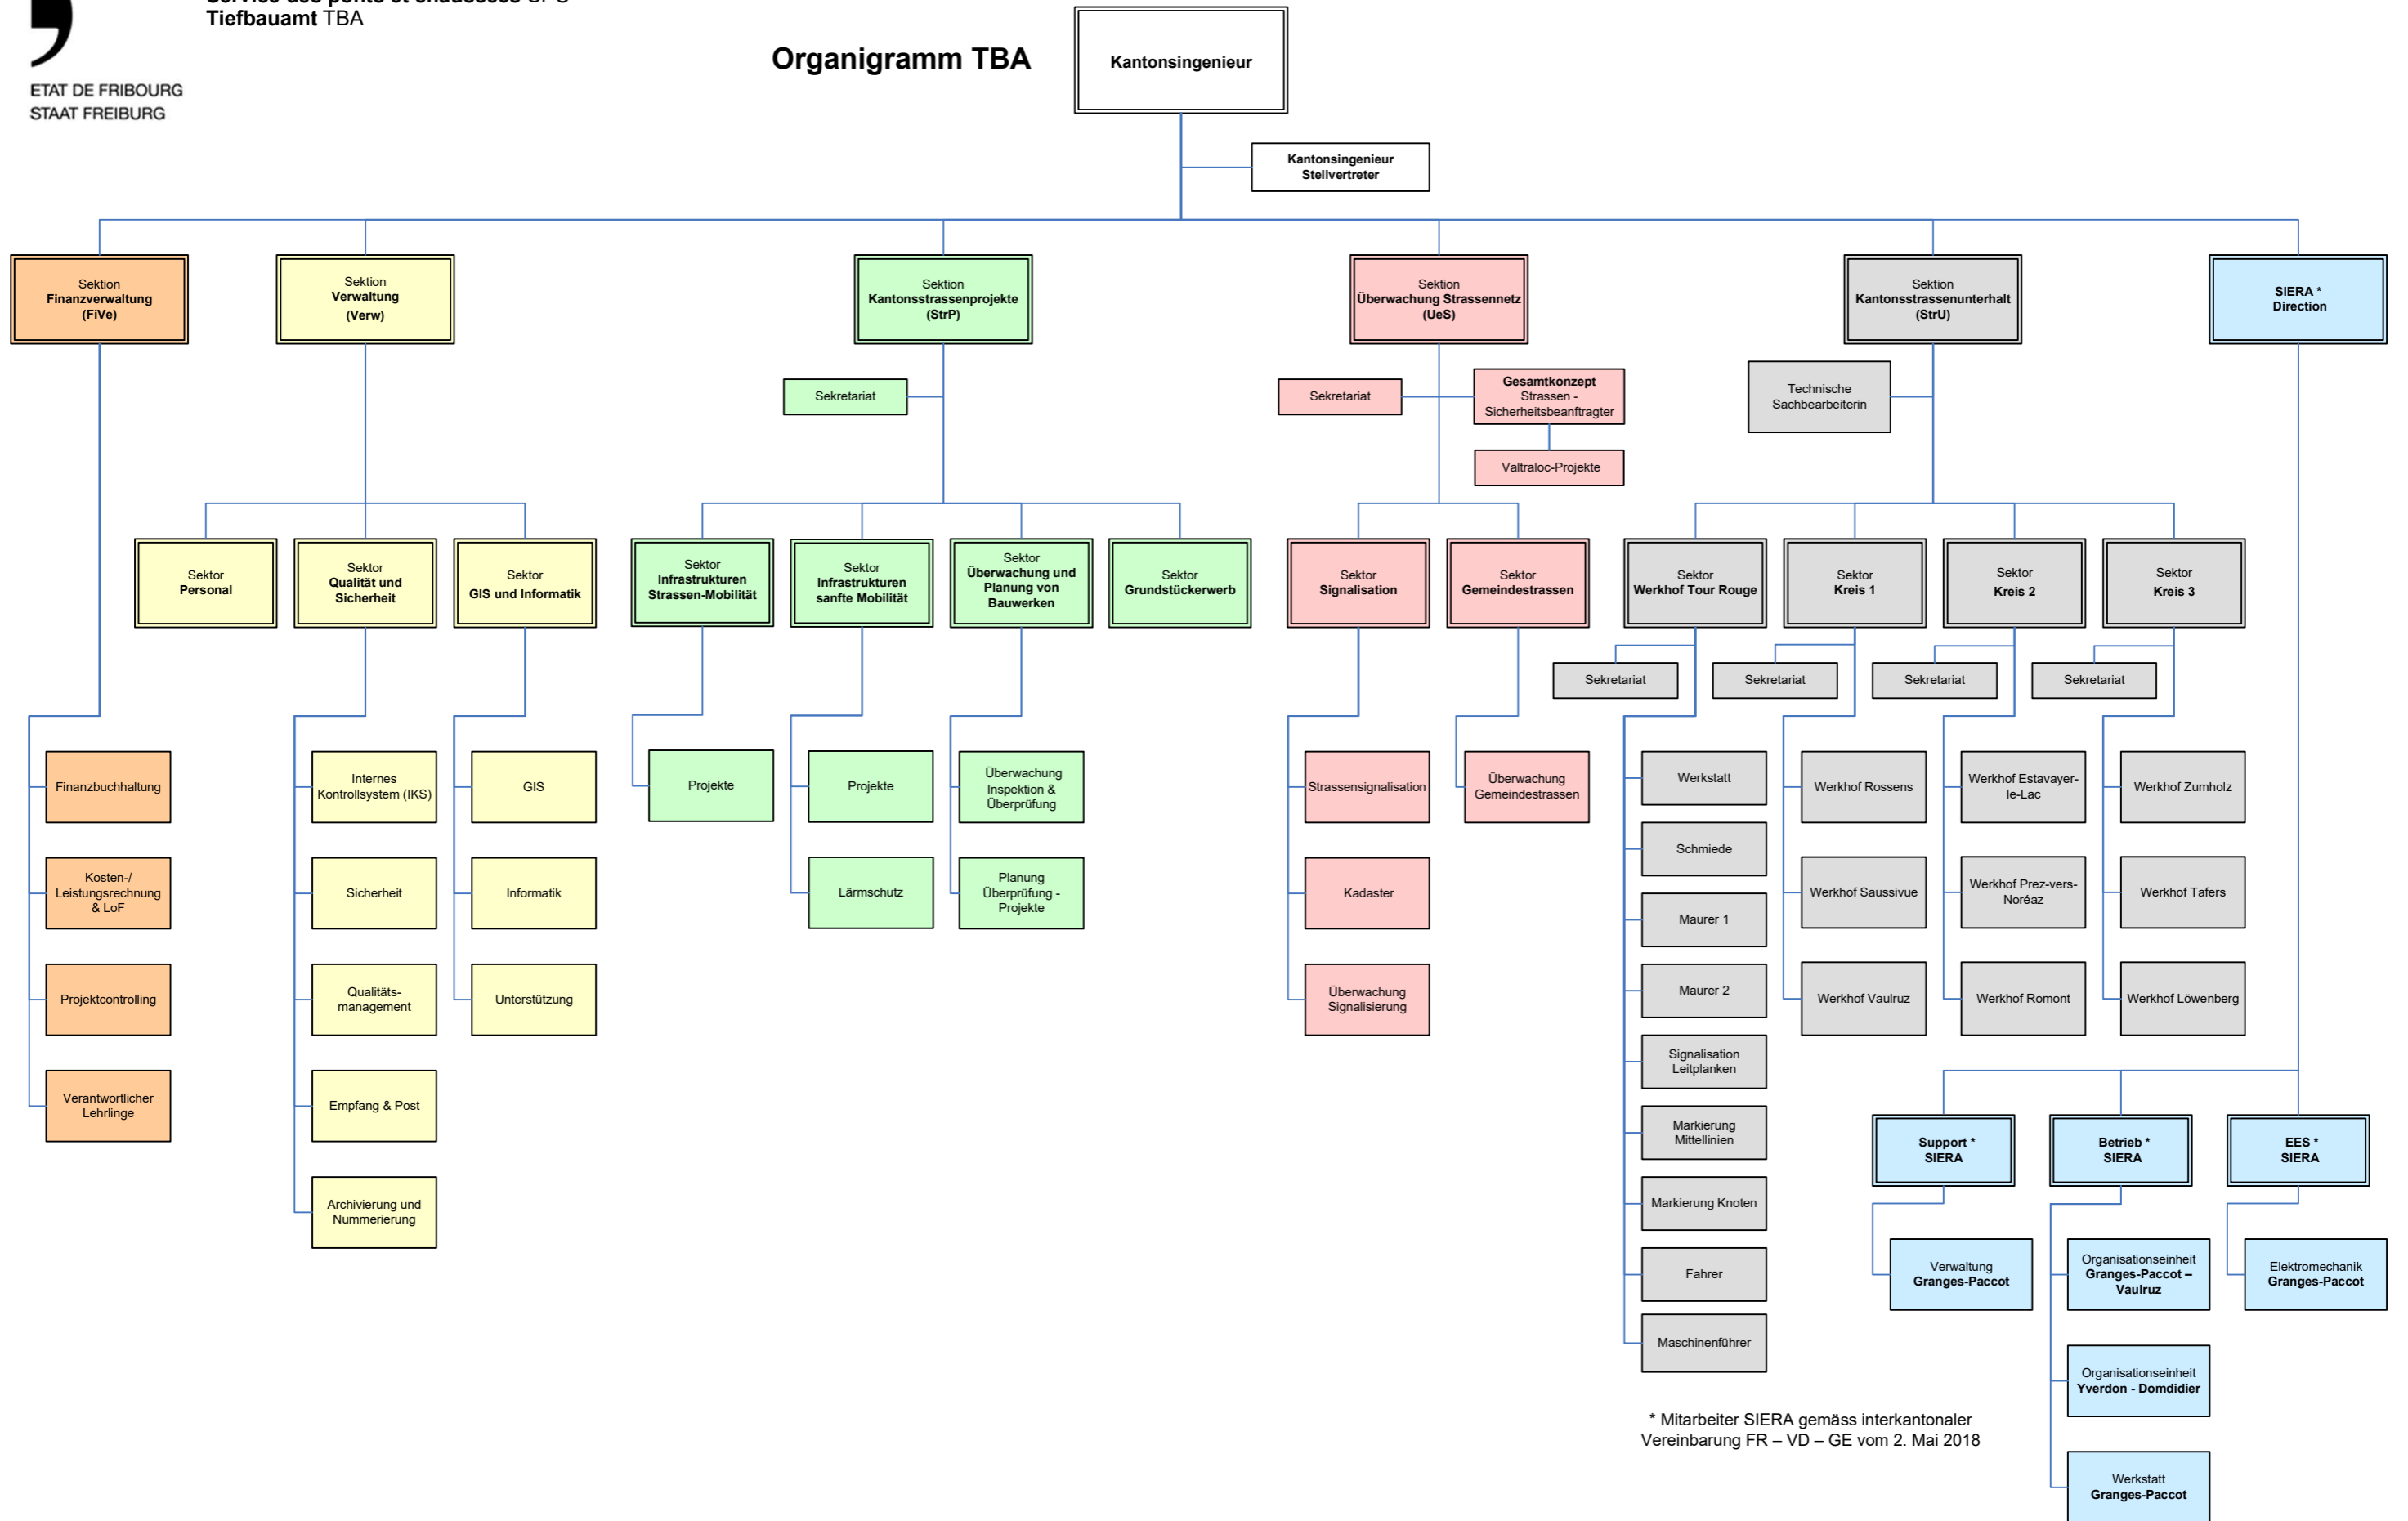 Service des ponts et chaussées SPC
Tiefbauamt TBA
ETAT DE FRIBOURG
STAAT FREIBURG
Organigramm TBA
Kantonsingenieur
Kantonsingenieur
Stellvertreter
Sektion
Finanzverwaltung
(FiVe)
Sektion
Verwaltung
(Verw)
Sektion
Kantonsstrassenprojekte
(StrP)
Sektion
Überwachung Strassennetz
(UeS)
Sektion
Kantonsstrassenunterhalt
(StrU)
SIERA *
Direction
Sekretariat
Sekretariat
Gesamtkonzept
Strassen -
Sicherheitsbeanftragter
Valtraloc-Projekte
Technische
Sachbearbeiterin
Sektor
Personal
Sektor
Qualität und
Sicherheit
Sektor
GIS und Informatik
Sektor
Infrastrukturen
Strassen-Mobilität
Sektor
Infrastrukturen
sanfte Mobilität
Sektor
Überwachung und
Planung von
Bauwerken
Sektor
Grundstückerwerb
Sektor
Signalisation
Sektor
Gemeindestrassen
Sektor
Werkhof Tour Rouge
Sektor
Kreis 1
Sektor
Kreis 2
Sektor
Kreis 3
Sekretariat
Sekretariat
Sekretariat
Sekretariat
Finanzbuchhaltung
Kosten-/
Leistungsrechnung
& LoF
Projektcontrolling
Verantwortlicher
Lehrlinge
Internes
Kontrollsystem (IKS)
Sicherheit
Qualitäts-
management
Empfang & Post
Archivierung und
Nummerierung
GIS
Informatik
Unterstützung
Projekte
Projekte
Lärmschutz
Überwachung
Inspektion &
Überprüfung
Planung
Überprüfung -
Projekte
Strassensignalisation
Kadaster
Überwachung
Signalisierung
Überwachung
Gemeindestrassen
Werkstatt
Schmiede
Maurer 1
Maurer 2
Signalisation
Leitplanken
Markierung
Mittellinien
Markierung Knoten
Fahrer
Maschinenführer
Werkhof Rossens
Werkhof Saussivue
Werkhof Vaulruz
Werkhof Estavayer-
le-Lac
Werkhof Prez-vers-
Noréaz
Werkhof Romont
Werkhof Zumholz
Werkhof Tafers
Werkhof Löwenberg
Support *
SIERA
Betrieb *
SIERA
EES *
SIERA
Verwaltung
Granges-Paccot
Organisationseinheit
Granges-Paccot –
Vaulruz
Organisationseinheit
Yverdon - Domdidier
Werkstatt
Granges-Paccot
Elektromechanik
Granges-Paccot
* Mitarbeiter SIERA gemäss interkantonaler
Vereinbarung FR – VD – GE vom 2. Mai 2018